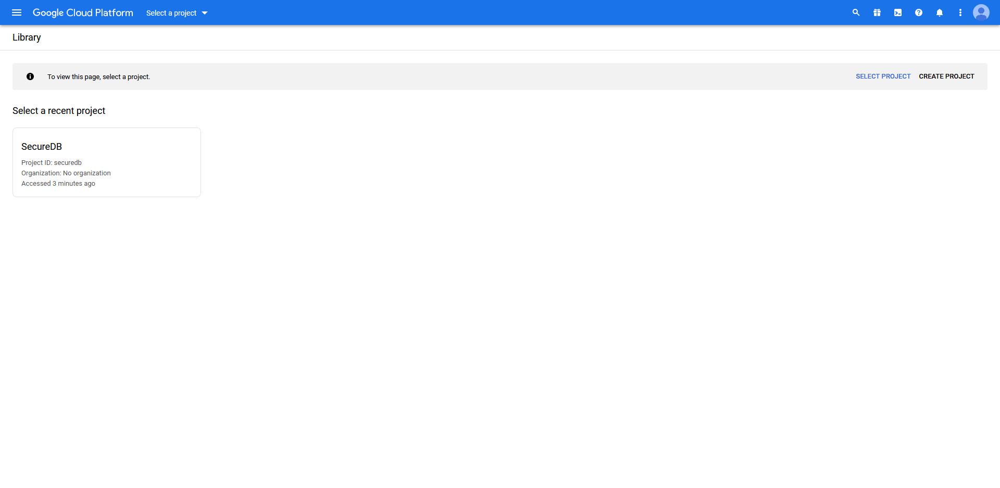 Google Cloud Platform Select a project
Library
To view this page, select a project. SELECT PROJECT CREATE PROJECT
Select a recent project
SecureDB
Project ID: securedb
Organization: No organization
Accessed 3 minutes ago